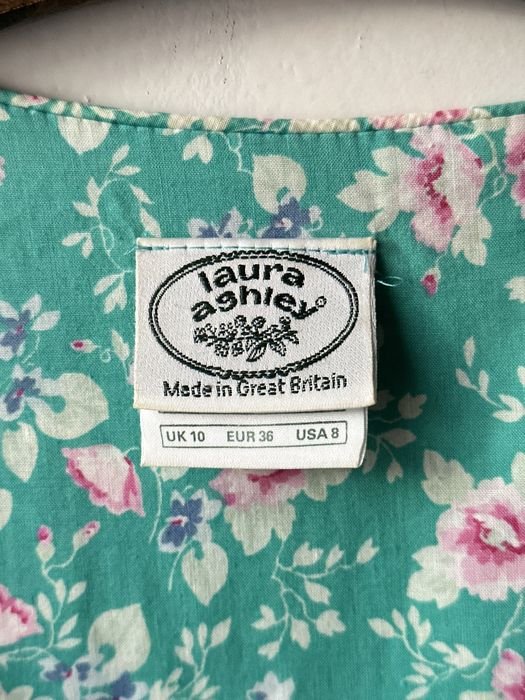 laura
ashley©
Made in Great Britain
UK 10 EUR 36 USA 8